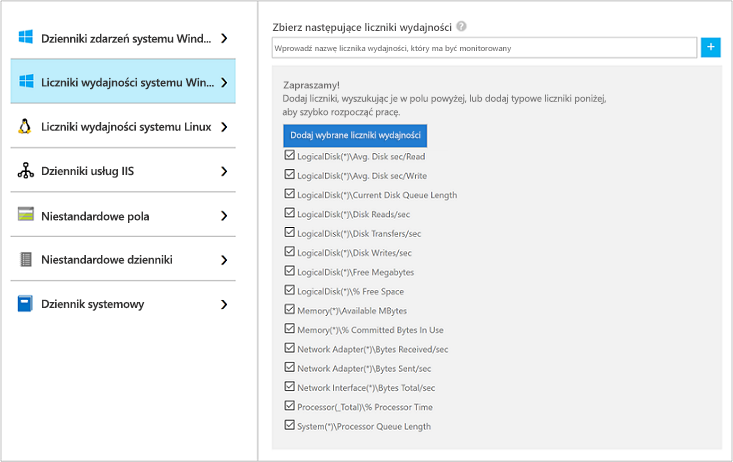 Dzienniki zdarzeń systemu Wind...
Liczniki wydajności systemu Win...
Liczniki wydajności systemu Linux
Dzienniki usług IIS
Niestandardowe pola
Niestandardowe dzienniki
Dziennik systemowy
Zbierz następujące liczniki wydajności ?
Wprowadź nazwę licznika wydajności, który ma być monitorowany
+
Zapraszamy!
Dodaj liczniki, wyszukując je w polu powyżej, lub dodaj typowe liczniki poniżej,
aby szybko rozpocząć pracę.
Dodaj wybrane liczniki wydajności
LogicalDisk(*)\Avg. Disk sec/Read
LogicalDisk(*)\Avg. Disk sec/Write
LogicalDisk(*)\Current Disk Queue Length
LogicalDisk(*)\Disk Reads/sec
LogicalDisk(*)\Disk Transfers/sec
LogicalDisk(*)\Disk Writes/sec
LogicalDisk(*)\Free Megabytes
LogicalDisk(*)\% Free Space
Memory(*)\Available MBytes
Memory(*)\% Committed Bytes In Use
Network Adapter(*)\Bytes Received/sec
Network Adapter(*)\Bytes Sent/sec
Network Interface(*)\Bytes Total/sec
Processor(_Total)\% Processor Time
System(*)\Processor Queue Length